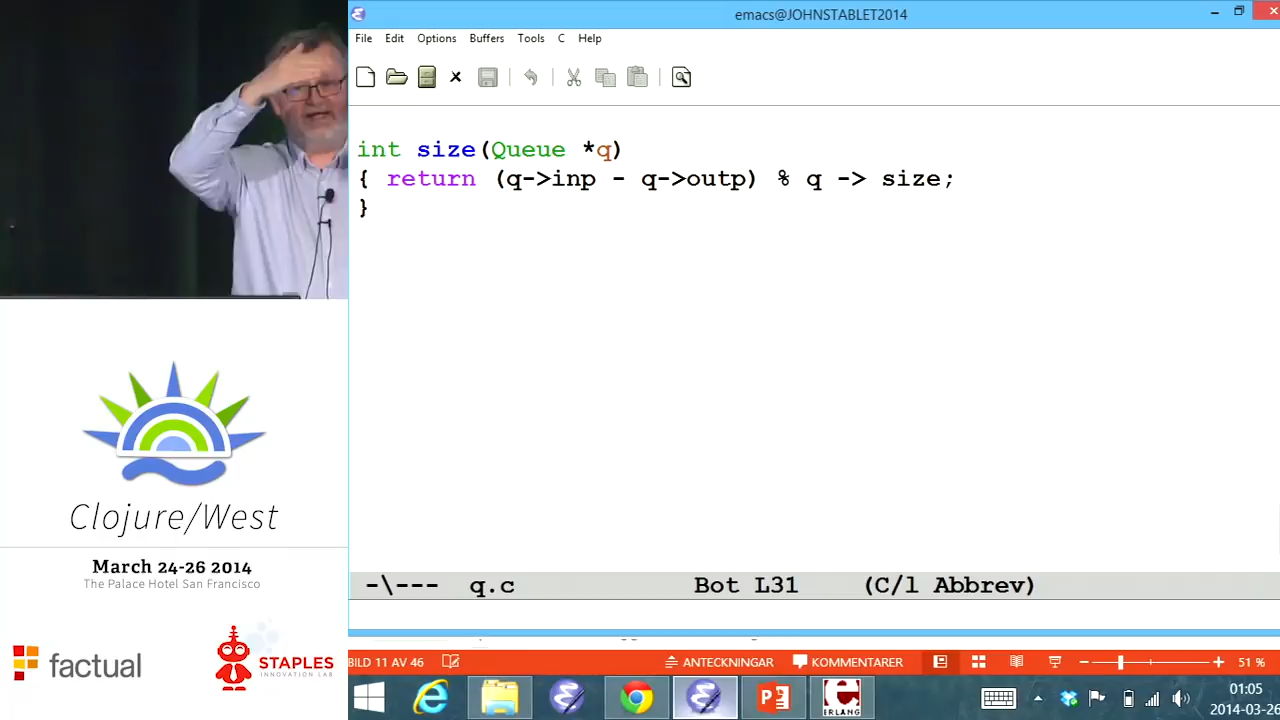 emacs@JOHNSTABLET2014
File Edit Options Buffers Tools C Help
int size(Queue *q)
{ return (q->inp - q->outp) % q -> size;
}
-\--- q.c Bot L31 (C/l Abbrev)
Clojure/West
March 24-26 2014
The Palace Hotel San Francisco
factual
STAPLES
INNOVATION LAB
BILD 11 AV 46 ANTECKNINGAR KOMMENTARER 51 %
ERLANG
01:05
2014-03-26